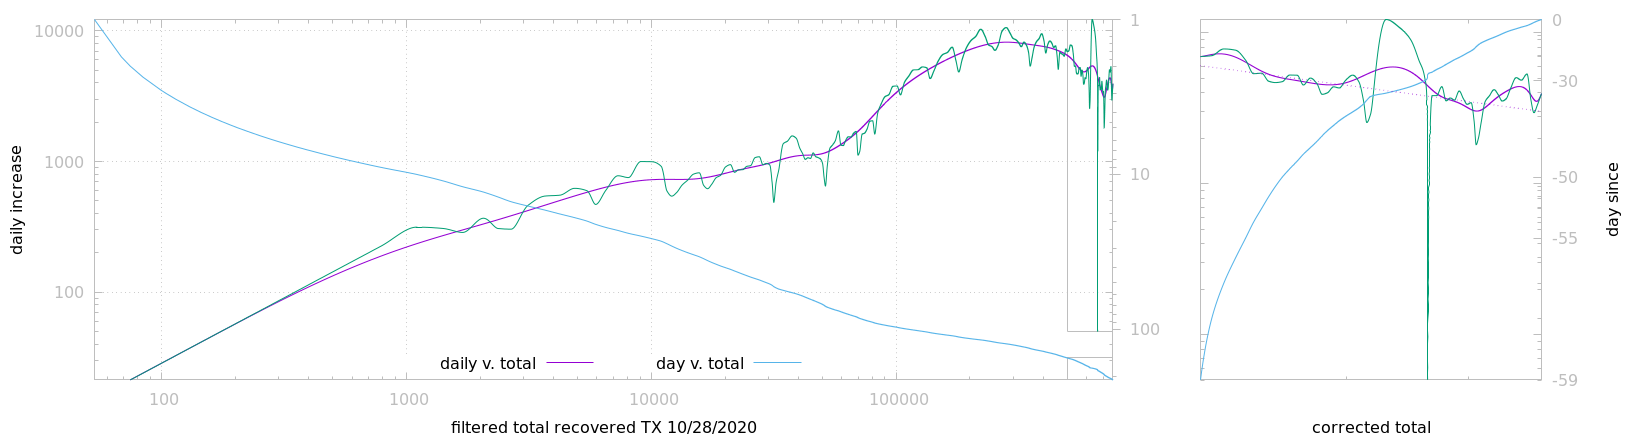 10000
1000
100
daily increase
100
1000
10000
100000
filtered total recovered TX 10/28/2020
daily v. total
day v. total
1
10
100
0
-30
-50
-55
-59
day since
corrected total